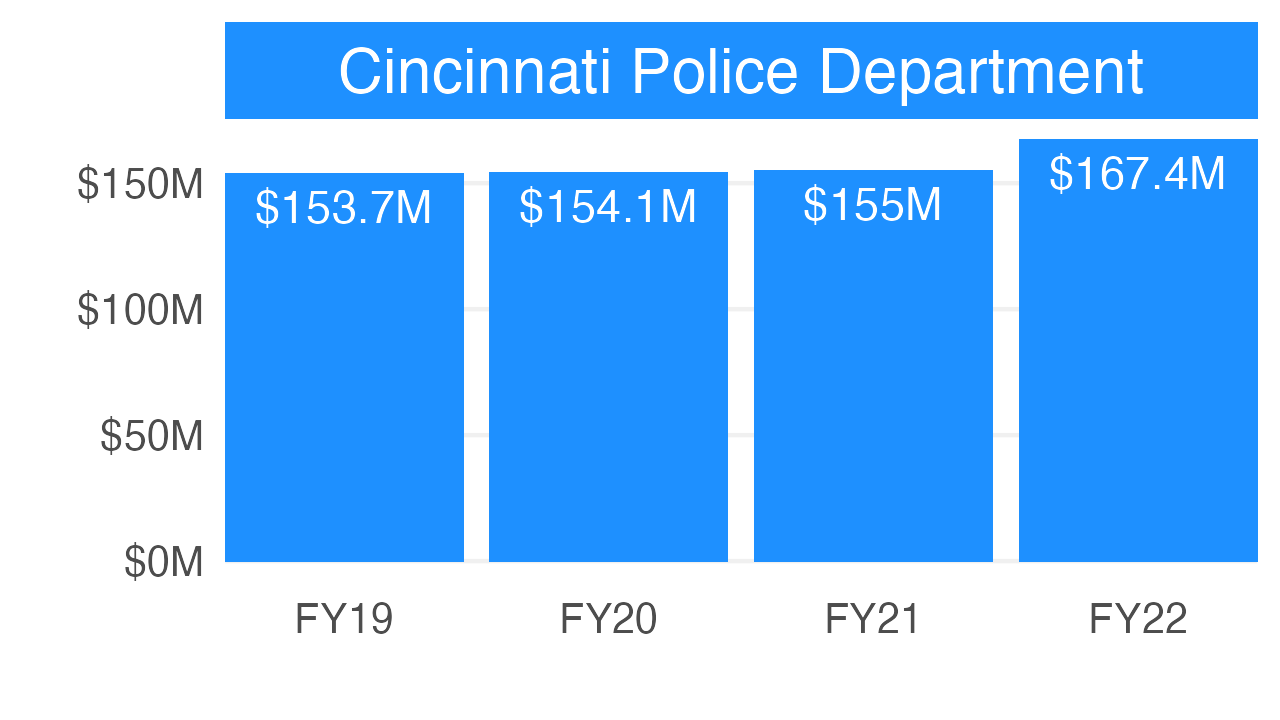 Cincinnati Police Department
$150M
$100M
$50M
$0M
$153.7M
$154.1M
$155M
$167.4M
FY19
FY20
FY21
FY22